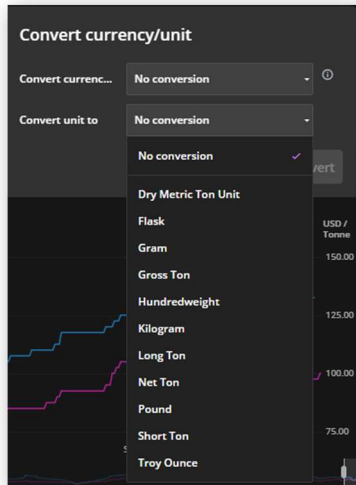 Convert currency/unit
Convert currenc... No conversion
Convert unit to No conversion
No conversion
vert
Dry Metric Ton Unit
Flask
USD /
Tonne
Gram
150.00
Gross Ton
Hundredweight
125.00
Kilogram
Long Ton
100.00
Net Ton
Pound
75.00
Short Ton
S
Troy Ounce